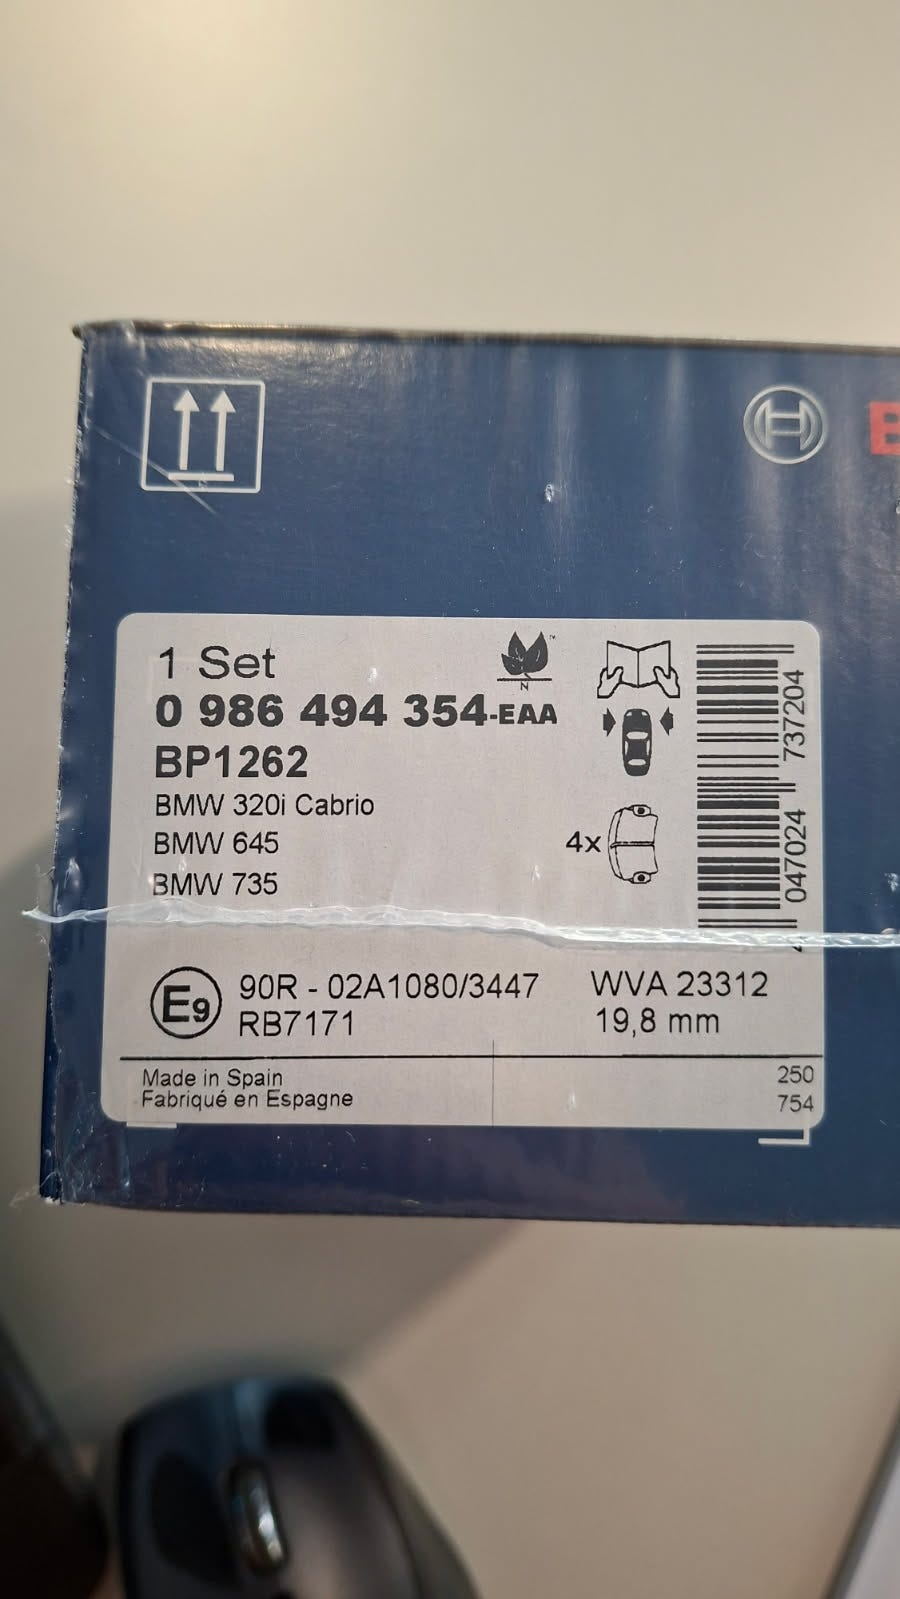 1 Set
N
0 986 494 354-EAA
BP1262
BMW 320i Cabrio
BMW 645
BMW 735
4x
047024 737204
E9
90R - 02A1080/3447
RB7171
WVA 23312
19,8 mm
Made in Spain
Fabriqué en Espagne
250
754